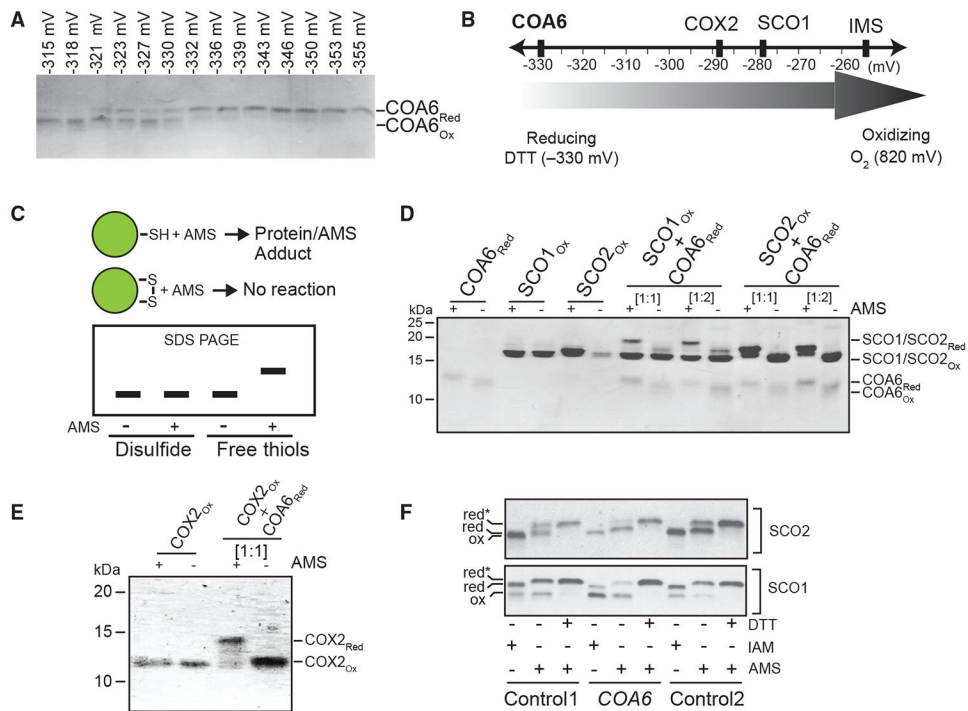 A
-315 mV
-318 mV
-321 mV
-323 mV
-327 mV
-330 mV
-332 mV
-336 mV
-339 mV
-343 mV
-346 mV
-350 mV
-353 mV
-355 mV
COA6Red
COA6Ox
B
COA6 COX2 SCO1 IMS
-330 -320 -310 -300 -290 -280 -270 -260 (mV)
Reducing
DTT (–330 mV)
Oxidizing
O2 (820 mV)
C
-SH + AMS Protein/AMS
Adduct
S
S
+ AMS No reaction
SDS PAGE
AMS - + - +
Disulfide Free thiols
D
COA6Red
SCO1Ox
SCO2Ox
SCO1Ox
+
COA6Red
SCO2Ox
+
COA6Red
[1:1] [1:2] [1:1] [1:2]
kDa + - + - + - + - + - + - + - AMS
25
20
15
10
SCO1/SCO2Red
SCO1/SCO2Ox
COA6Red
COA6Ox
E
COX2Ox
COX2Ox
+
COA6Red
[1:1]
kDa + - + - AMS
20
15
10
COX2Red
COX2Ox
F
red*
red
ox
SCO2
red*
red
ox
SCO1
- - + - - + - - + DTT
+ - - + - - + - - IAM
- + + - + + - + + AMS
Control1 COA6 Control2